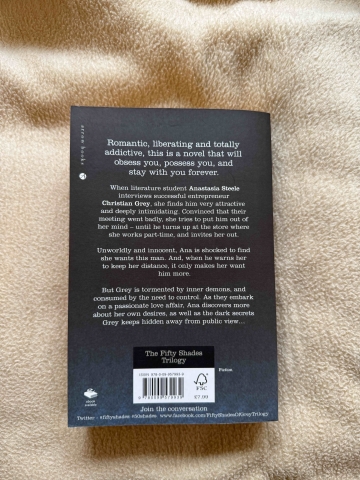 arrow books
Romantic, liberating and totally
addictive, this is a novel that will
obsess you, possess you, and
stay with you forever.
When literature student Anastasia Steele
interviews successful entrepreneur
Christian Grey, she finds him very attractive
and deeply intimidating. Convinced that their
meeting went badly, she tries to put him out of
her mind – until he turns up at the store where
she works part-time, and invites her out.
Unworldly and innocent, Ana is shocked to find
she wants this man. And, when he warns her
to keep her distance, it only makes her want
him more.
But Grey is tormented by inner demons, and
consumed by the need to control. As they embark
on a passionate love affair, Ana discovers more
about her own desires, as well as the dark secrets
Grey keeps hidden away from public view...
The Fifty Shades
Trilogy
Fiction
FSC
£7.99
Join the conversation